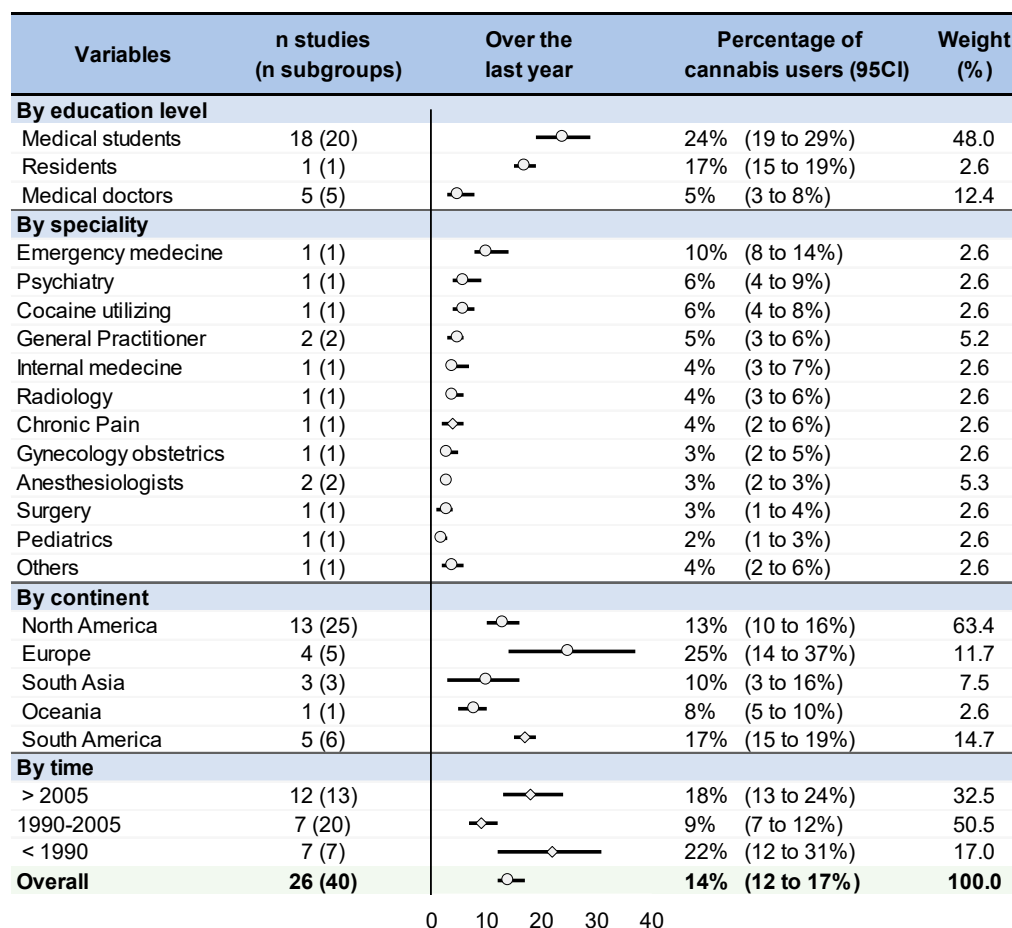 Variables n studies (n subgroups) Over the last year Percentage of cannabis users (95CI) Weight (%)
By education level
Medical students 18 (20) 24% (19 to 29%) 48.0
Residents 1 (1) 17% (15 to 19%) 2.6
Medical doctors 5 (5) 5% (3 to 8%) 12.4
By speciality
Emergency medecine 1 (1) 10% (8 to 14%) 2.6
Psychiatry 1 (1) 6% (4 to 9%) 2.6
Cocaine utilizing 1 (1) 6% (4 to 8%) 2.6
General Practitioner 2 (2) 5% (3 to 6%) 5.2
Internal medecine 1 (1) 4% (3 to 7%) 2.6
Radiology 1 (1) 4% (3 to 6%) 2.6
Chronic Pain 1 (1) 4% (2 to 6%) 2.6
Gynecology obstetrics 1 (1) 3% (2 to 5%) 2.6
Anesthesiologists 2 (2) 3% (2 to 3%) 5.3
Surgery 1 (1) 3% (1 to 4%) 2.6
Pediatrics 1 (1) 2% (1 to 3%) 2.6
Others 1 (1) 4% (2 to 6%) 2.6
By continent
North America 13 (25) 13% (10 to 16%) 63.4
Europe 4 (5) 25% (14 to 37%) 11.7
South Asia 3 (3) 10% (3 to 16%) 7.5
Oceania 1 (1) 8% (5 to 10%) 2.6
South America 5 (6) 17% (15 to 19%) 14.7
By time
> 2005 12 (13) 18% (13 to 24%) 32.5
1990-2005 7 (20) 9% (7 to 12%) 50.5
< 1990 7 (7) 22% (12 to 31%) 17.0
Overall 26 (40) 14% (12 to 17%) 100.0
0 10 20 30 40